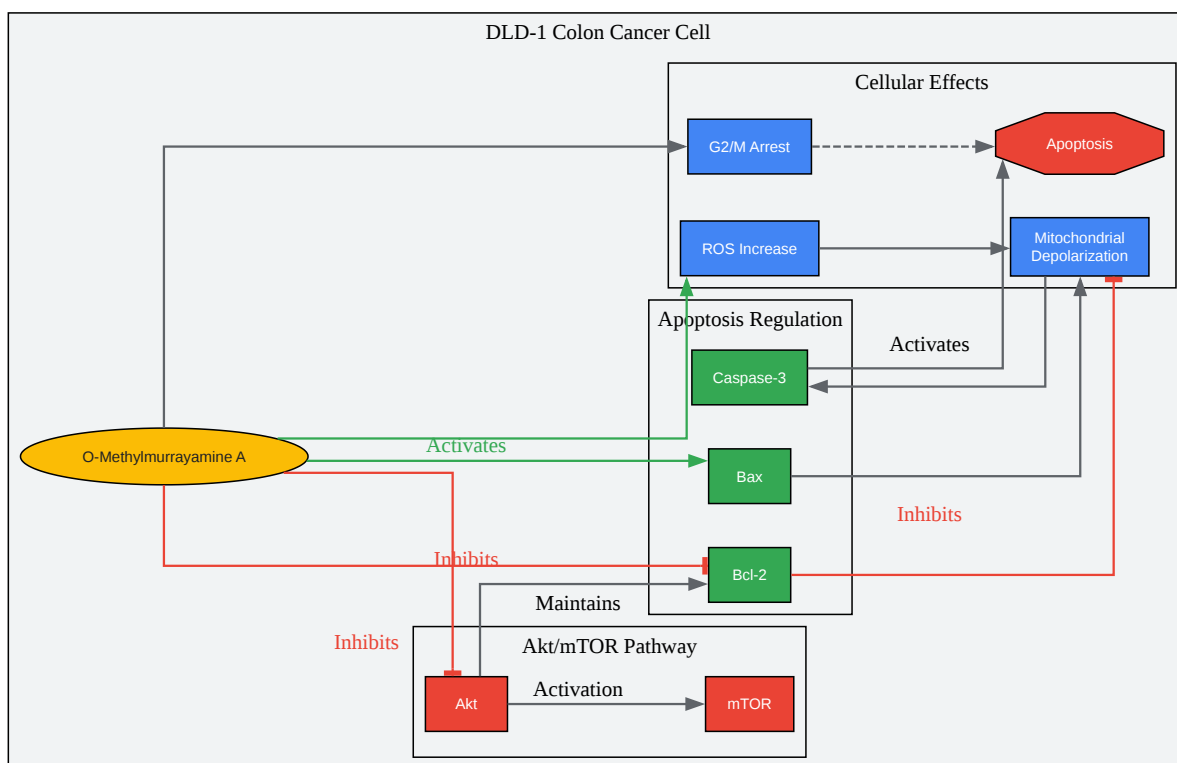 DLD-1 Colon Cancer Cell
Cellular Effects
G2/M Arrest
Apoptosis
ROS Increase
Mitochondrial
Depolarization
Apoptosis Regulation
Activates
Caspase-3
O-Methylmurrayamine A
Activates
Bax
Inhibits
Inhibits
Bcl-2
Maintains
Inhibits
Akt/mTOR Pathway
Activation
Akt
mTOR